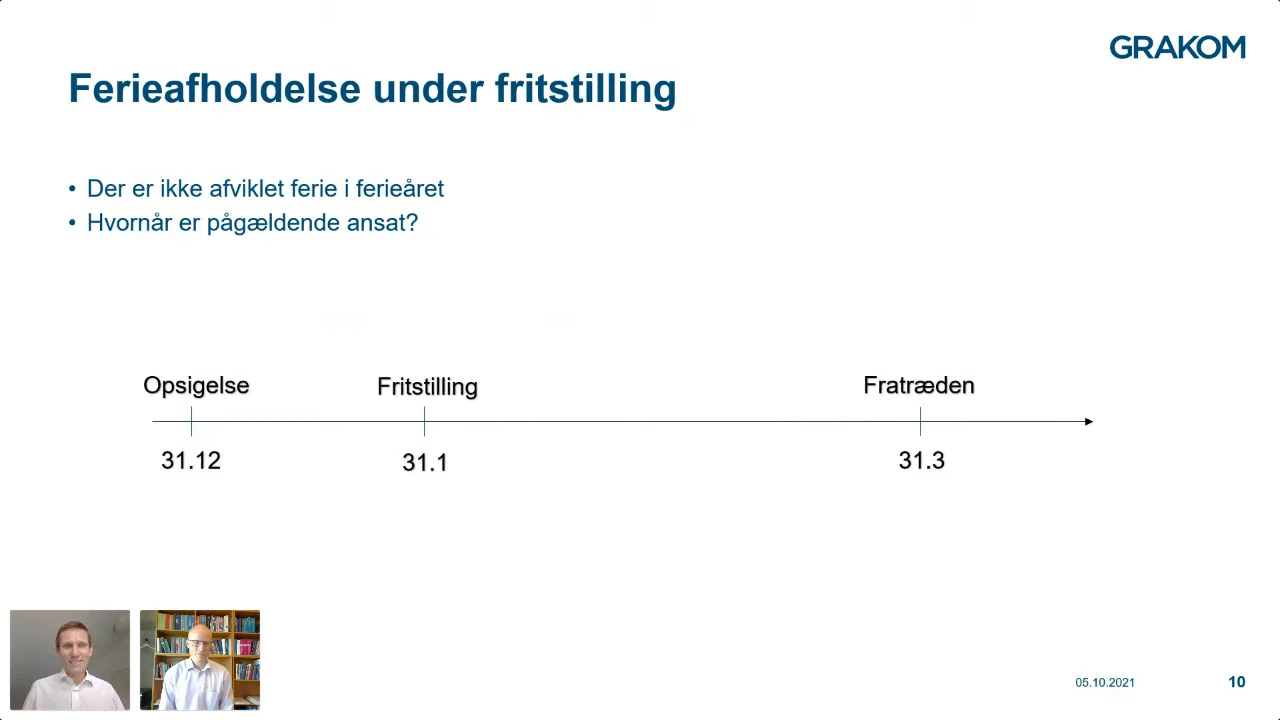 GRAKOM
Ferieafholdelse under fritstilling
• Der er ikke afviklet ferie i ferieåret
• Hvornår er pågældende ansat?
Opsigelse
Fritstilling
Fratræden
31.12
31.1
31.3
05.10.2021
10